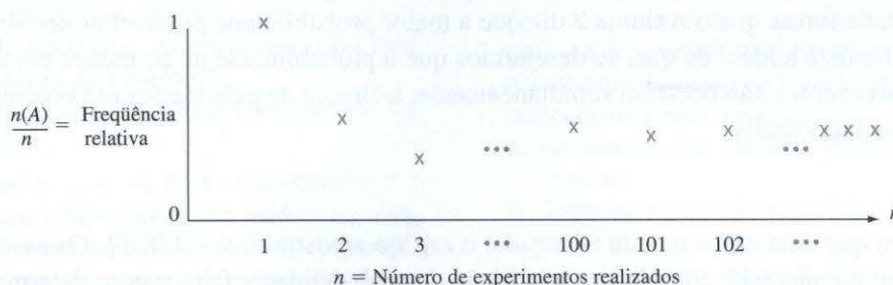 1
n(A)/n = Freqüência relativa
0
1 2 3 ••• 100 101 102 •••
n = Número de experimentos realizados